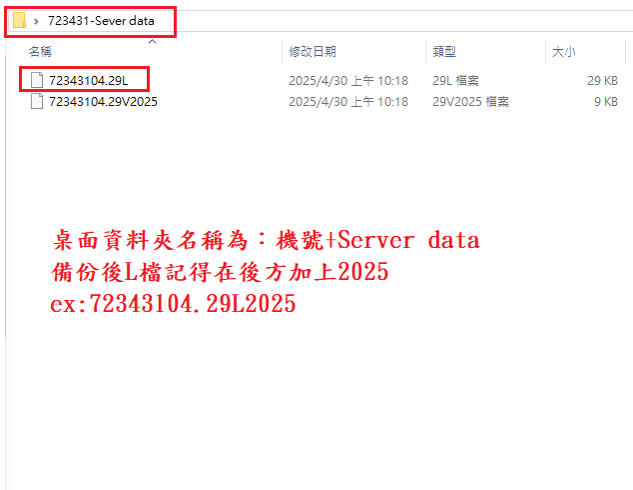 723431-Sever data
名稱 修改日期 類型 大小
72343104.29L 2025/4/30 上午 10:18 29L 檔案 29 KB
72343104.29V2025 2025/4/30 上午 10:18 29V2025 檔案 9 KB
桌面資料夾名稱為：機號+Server data
備份後L檔記得在後方加上2025
ex:72343104.29L2025